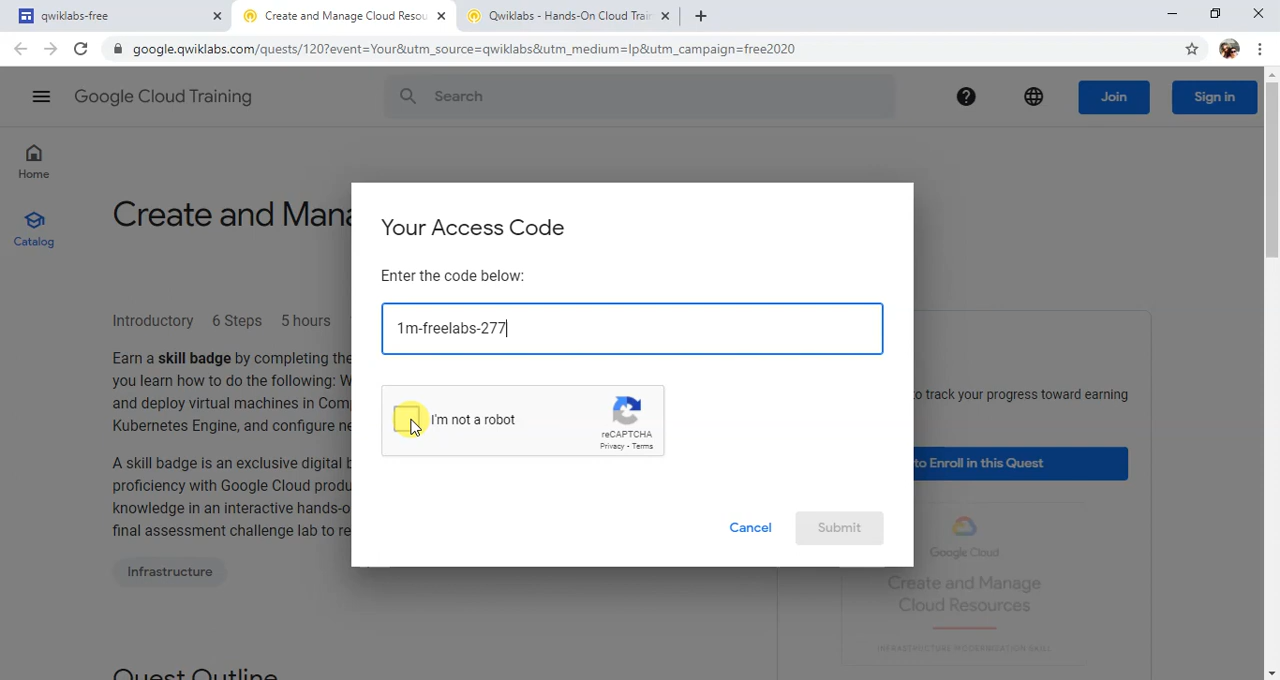 qwiklabs-free
Create and Manage Cloud Resou
Qwiklabs - Hands-On Cloud Train
google.qwiklabs.com/quests/120?event=Your&utm_source=qwiklabs&utm_medium=lp&utm_campaign=free2020
Google Cloud Training
Search
Join
Sign in
Home
Catalog
Create and Mana
Your Access Code
Enter the code below:
1m-freelabs-277
I'm not a robot
reCAPTCHA
Privacy - Terms
Cancel
Submit
Introductory 6 Steps 5 hours
Earn a skill badge by completing the
you learn how to do the following: W
and deploy virtual machines in Comp
Kubernetes Engine, and configure ne
A skill badge is an exclusive digital b
proficiency with Google Cloud produ
knowledge in an interactive hands-o
final assessment challenge lab to re
Infrastructure
to track your progress toward earning
to Enroll in this Quest
Google Cloud
Create and Manage
Cloud Resources
INFRASTRUCTURE MODERNIZATION SKILL
Quest Outline